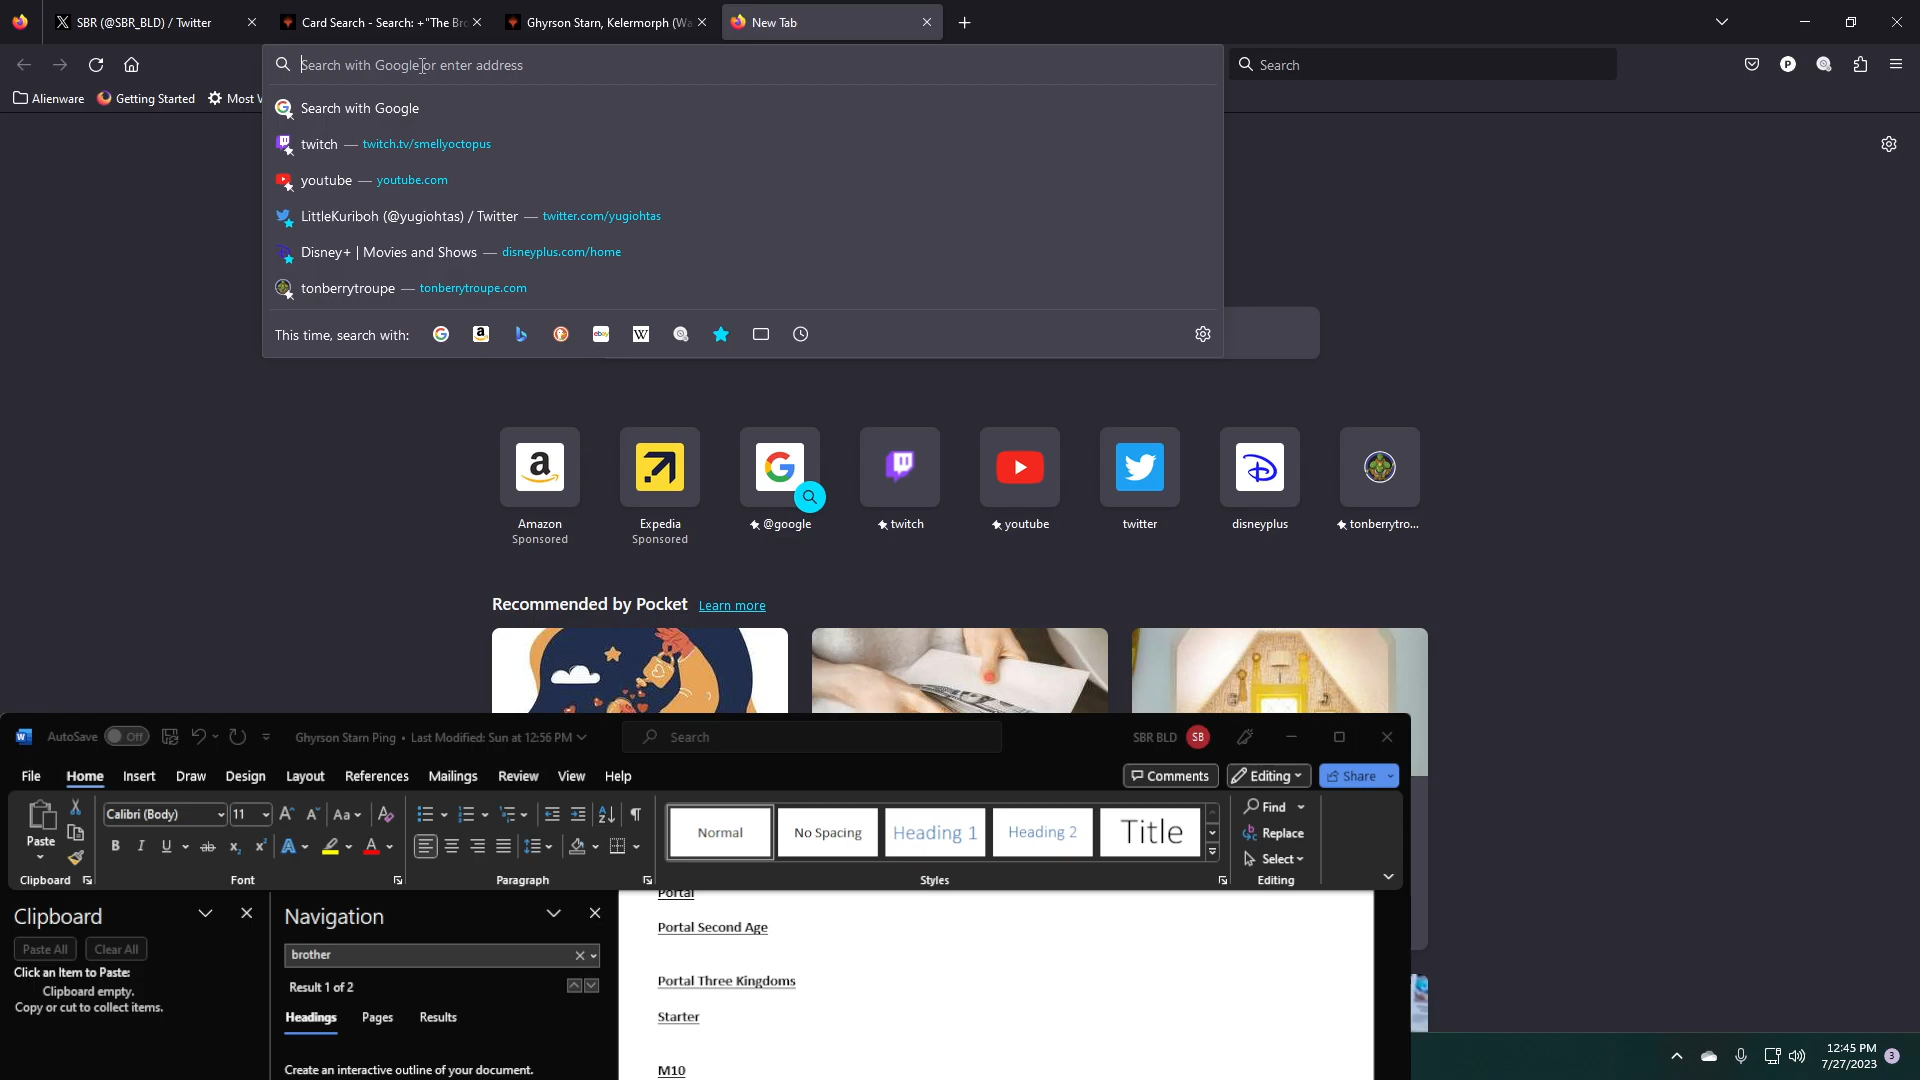 SBR (@SBR_BLD) / Twitter
Card Search - Search: +"The Bro
Ghyrson Starn, Kelermorph (Wa
New Tab
Search with Google or enter address
Search
Alienware
Getting Started
Most V
Search with Google
twitch — twitch.tv/smellyoctopus
youtube — youtube.com
LittleKuriboh (@yugiohtas) / Twitter — twitter.com/yugiohtas
Disney+ | Movies and Shows — disneyplus.com/home
tonberrytroupe — tonberrytroupe.com
This time, search with:
Amazon
Sponsored
Expedia
Sponsored
@google
twitch
youtube
twitter
disneyplus
tonberrytro...
Recommended by Pocket
Learn more
AutoSave Off
Ghyrson Starn Ping • Last Modified: Sun at 12:56 PM
Search
SBR BLD SB
File Home Insert Draw Design Layout References Mailings Review View Help
Comments
Editing
Share
Paste
Clipboard
Calibri (Body)
11
Font
Paragraph
Normal
No Spacing
Heading 1
Heading 2
Title
Styles
Find
Replace
Select
Editing
Clipboard
Paste All
Clear All
Click an Item to Paste:
Clipboard empty.
Copy or cut to collect items.
Navigation
brother
Result 1 of 2
Headings Pages Results
Create an interactive outline of your document.
Portal
Portal Second Age
Portal Three Kingdoms
Starter
M10
12:45 PM
7/27/2023
3